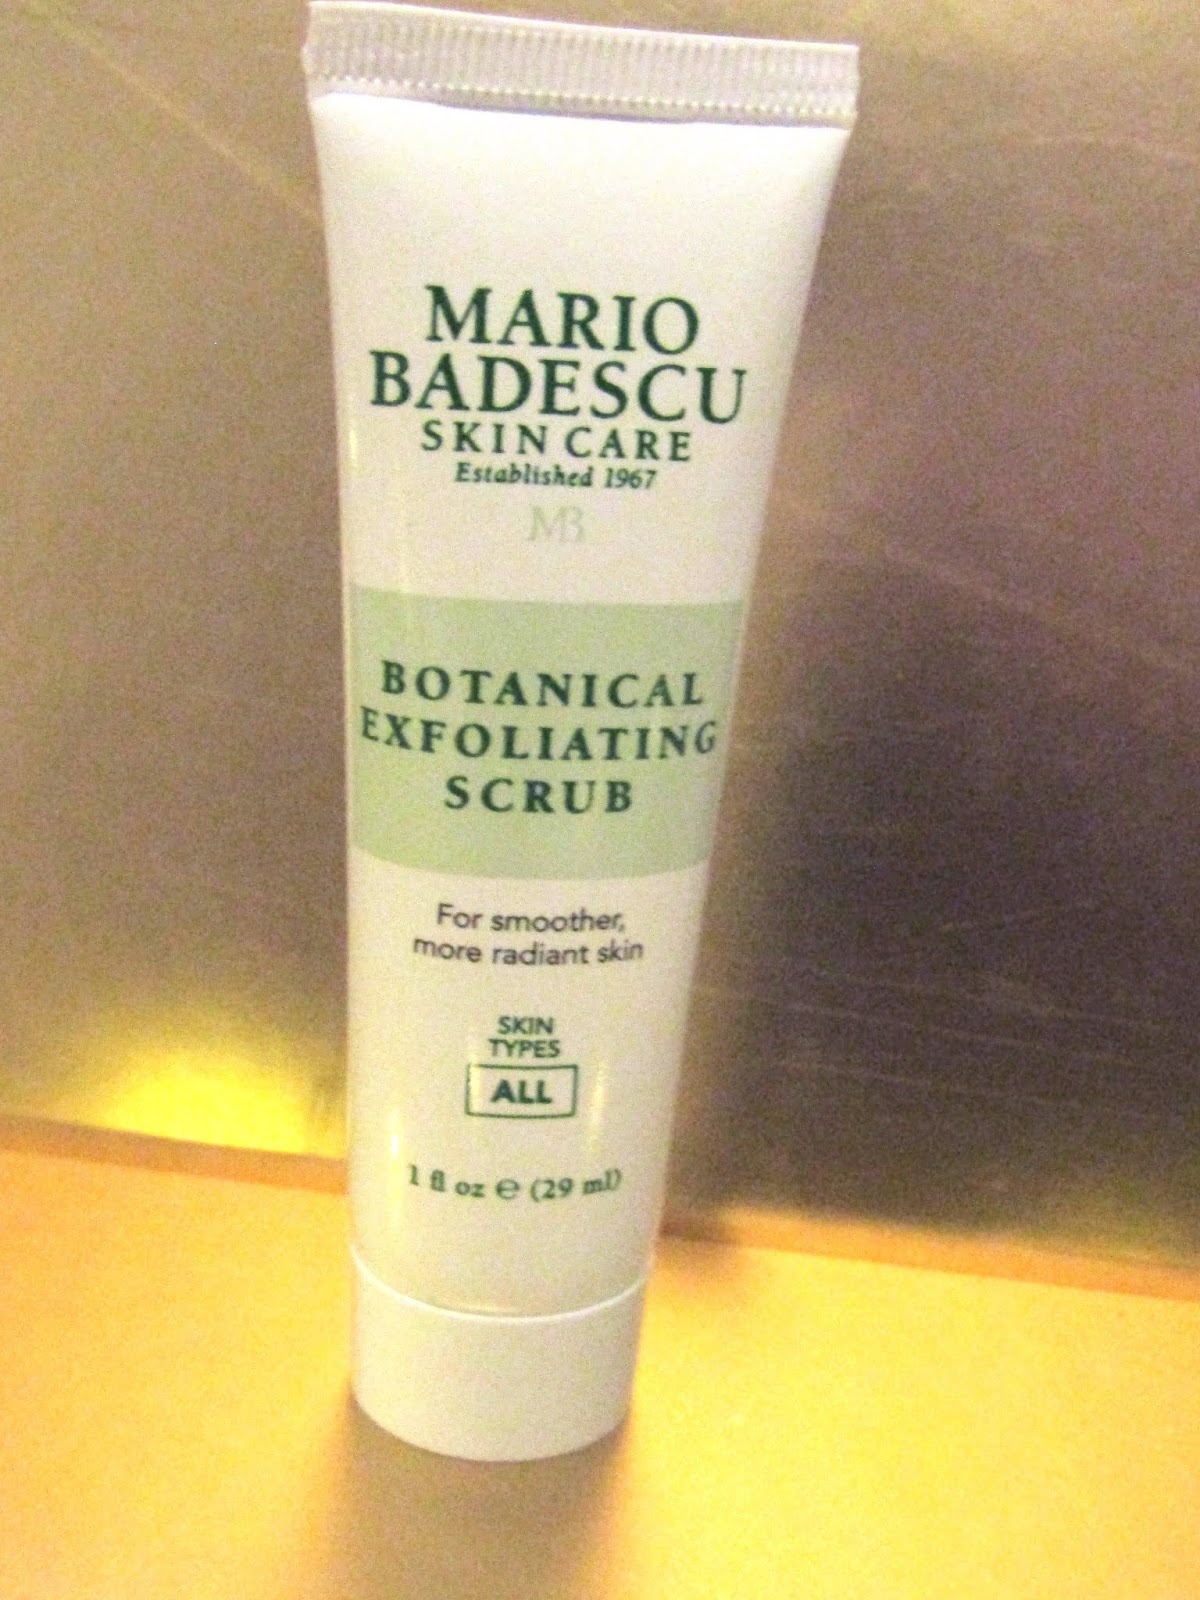 MARIO
BADESCU
SKIN CARE
Established 1967
MB
BOTANICAL
EXFOLIATING
SCRUB
For smoother,
more radiant skin
SKIN
TYPES
ALL
1 fl oz ℮ (29 ml)